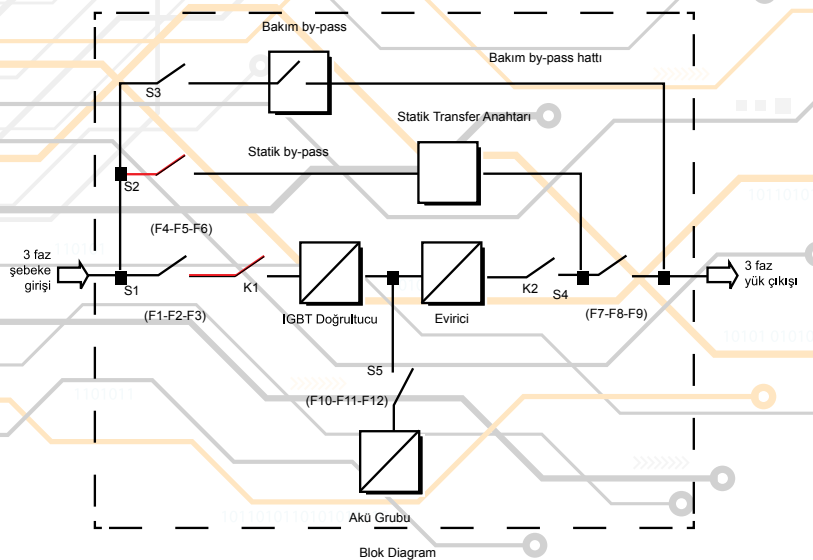 Bakım by-pass
Bakım by-pass hattı
S3
Statik Transfer Anahtarı
Statik by-pass
S2
(F4-F5-F6)
3 faz
şebeke
girişi
S1
K1
K2
S4
3 faz
yük çıkışı
(F1-F2-F3)
IGBT Doğrultucu
Evirici
(F7-F8-F9)
S5
(F10-F11-F12)
Akü Grubu
Blok Diagram